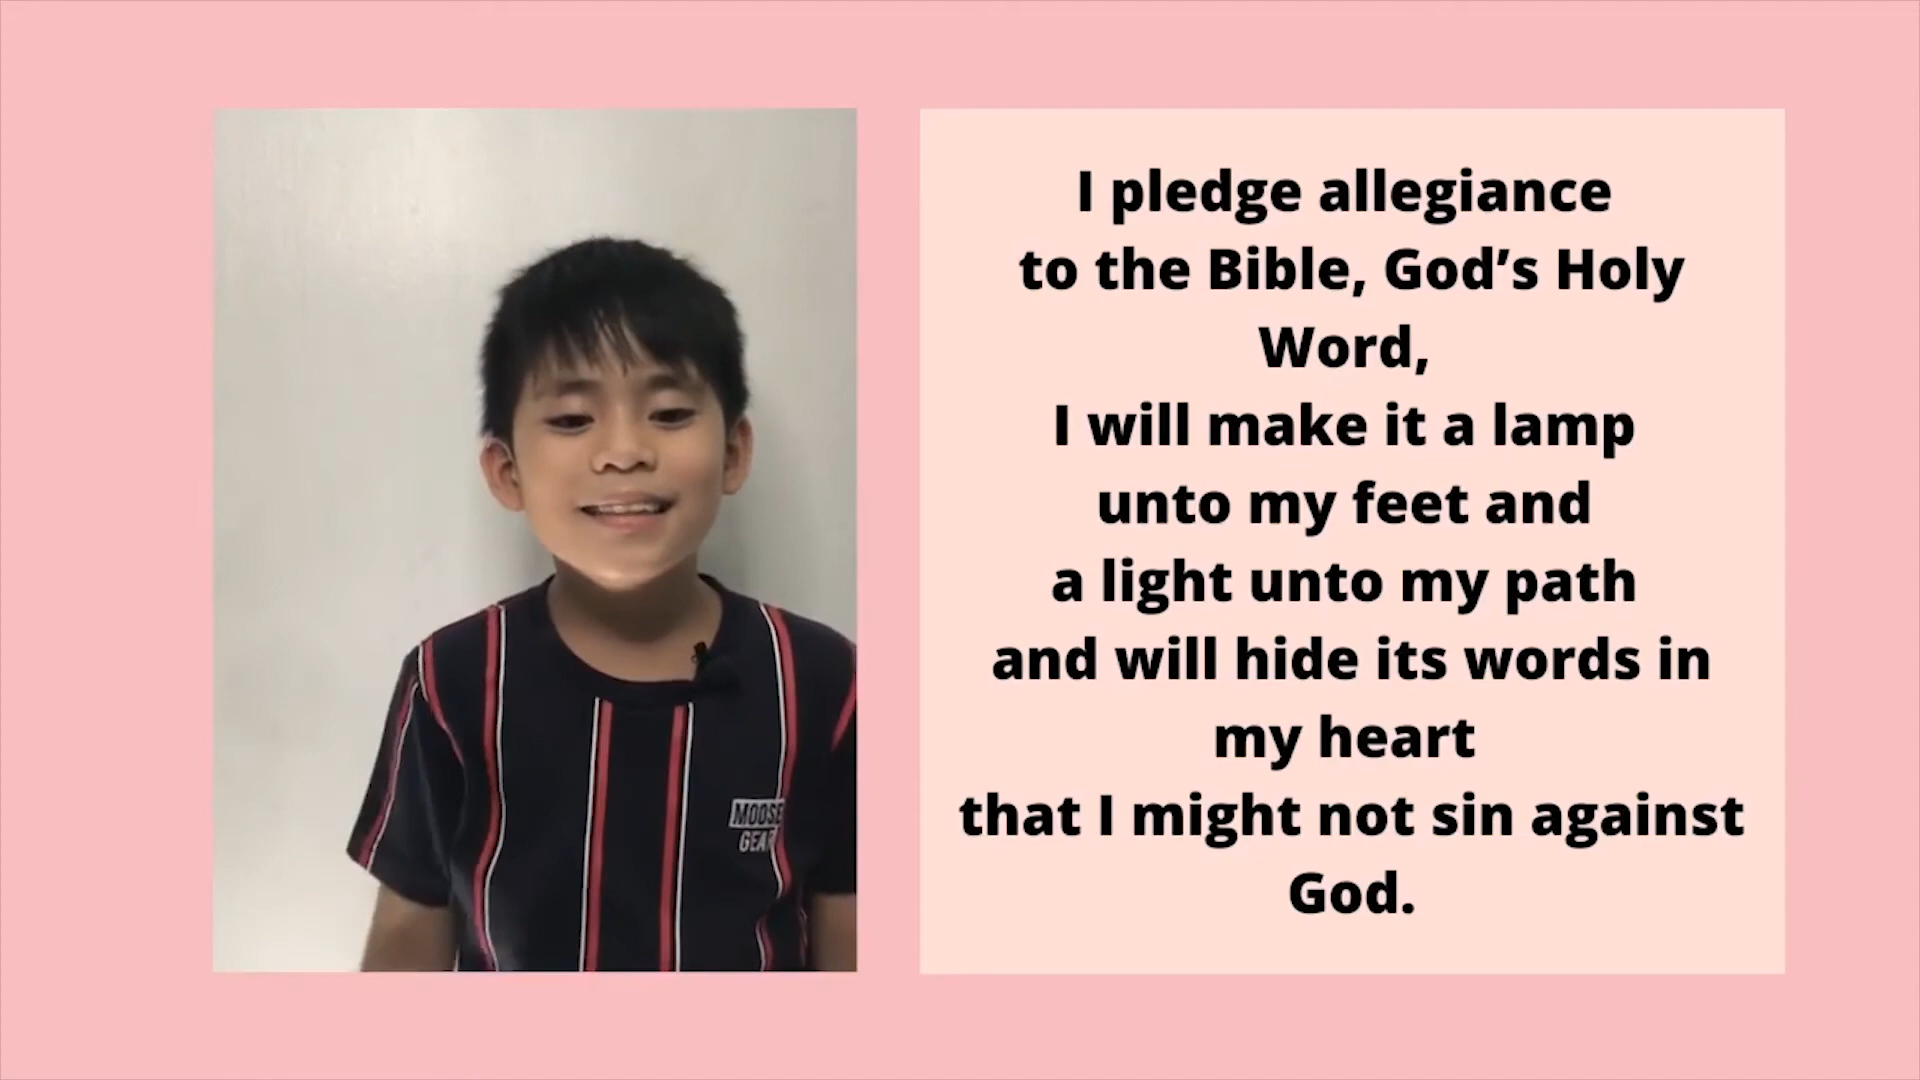 I pledge allegiance
to the Bible, God’s Holy
Word,
I will make it a lamp
unto my feet and
a light unto my path
and will hide its words in
my heart
that I might not sin against
God.
MOOSE
GEAR